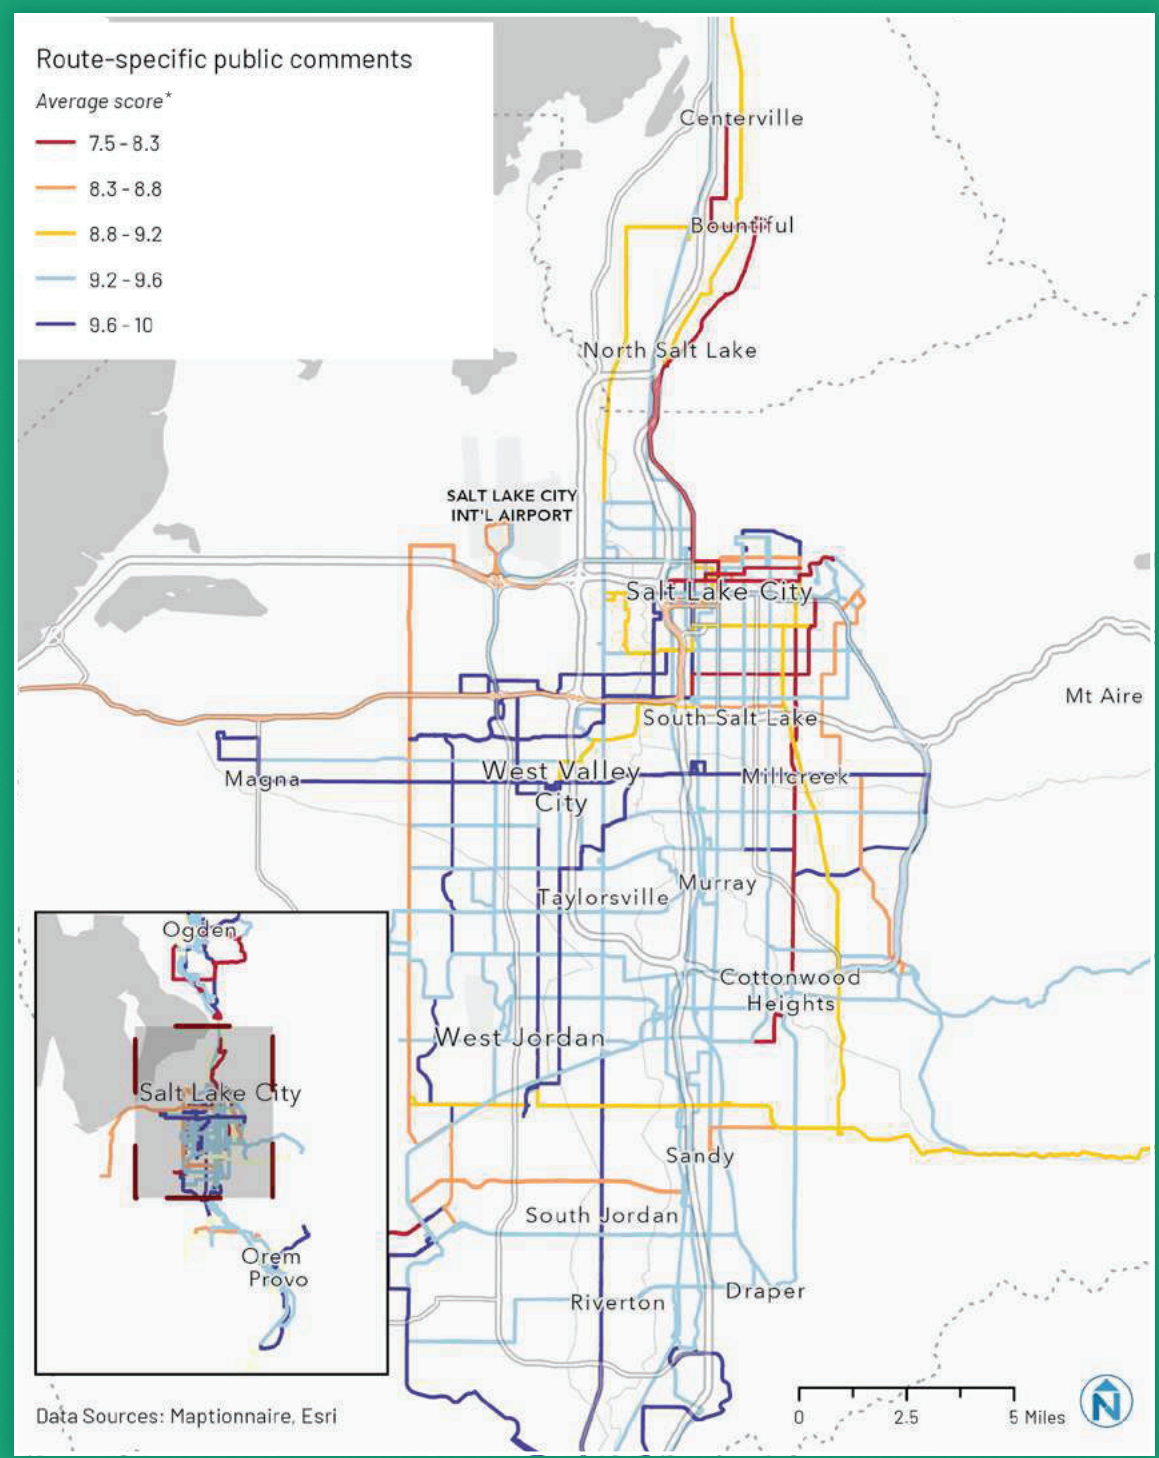 Route-specific public comments
Average score*
7.5 - 8.3
8.3 - 8.8
8.8 - 9.2
9.2 - 9.6
9.6 - 10
Centerville
Bountiful
North Salt Lake
SALT LAKE CITY
INT'L AIRPORT
Salt Lake City
Mt Aire
South Salt Lake
Magna
West Valley
City
Millcreek
Murray
Taylorsville
Cottonwood
Heights
West Jordan
Sandy
South Jordan
Riverton
Draper
Ogden
Salt Lake City
Orem
Provo
Data Sources: Maptionnaire, Esri
0 2.5 5 Miles
N